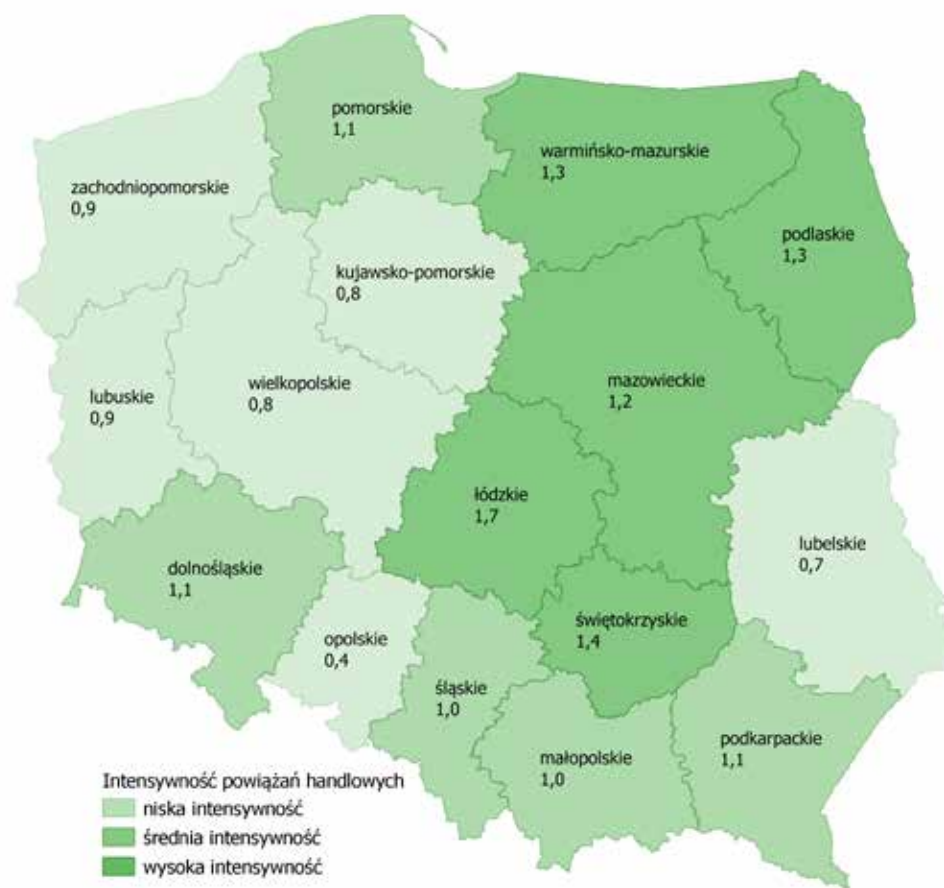 pomorskie
1,1
warmińsko-mazurskie
1,3
zachodniopomorskie
0,9
podlaskie
1,3
kujawsko-pomorskie
0,8
mazowieckie
1,2
wielkopolskie
0,8
lubuskie
0,9
łódzkie
1,7
lubelskie
0,7
dolnośląskie
1,1
świętokrzyskie
1,4
opolskie
0,4
śląskie
1,0
podkarpackie
1,1
małopolskie
1,0
Intensywność powiązań handlowych
niska intensywność
średnia intensywność
wysoka intensywność